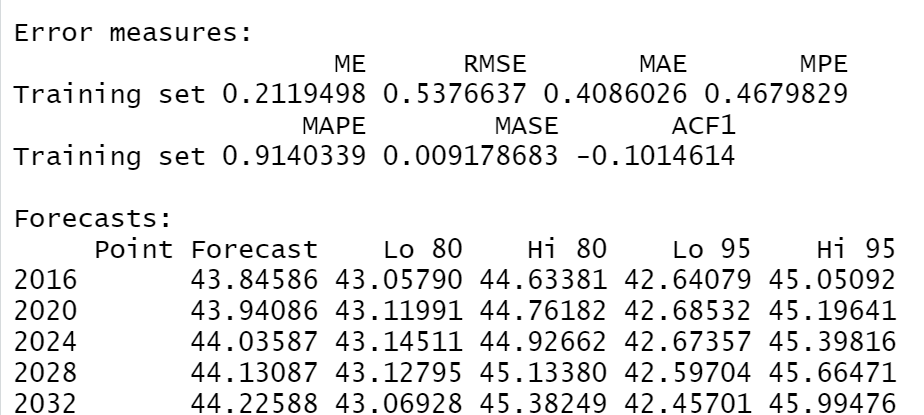 Error measures:
ME RMSE MAE MPE
Training set 0.2119498 0.5376637 0.4086026 0.4679829
MAPE MASE ACF1
Training set 0.9140339 0.009178683 -0.1014614
Forecasts:
Point Forecast Lo 80 Hi 80 Lo 95 Hi 95
2016 43.84586 43.05790 44.63381 42.64079 45.05092
2020 43.94086 43.11991 44.76182 42.68532 45.19641
2024 44.03587 43.14511 44.92662 42.67357 45.39816
2028 44.13087 43.12795 45.13380 42.59704 45.66471
2032 44.22588 43.06928 45.38249 42.45701 45.99476